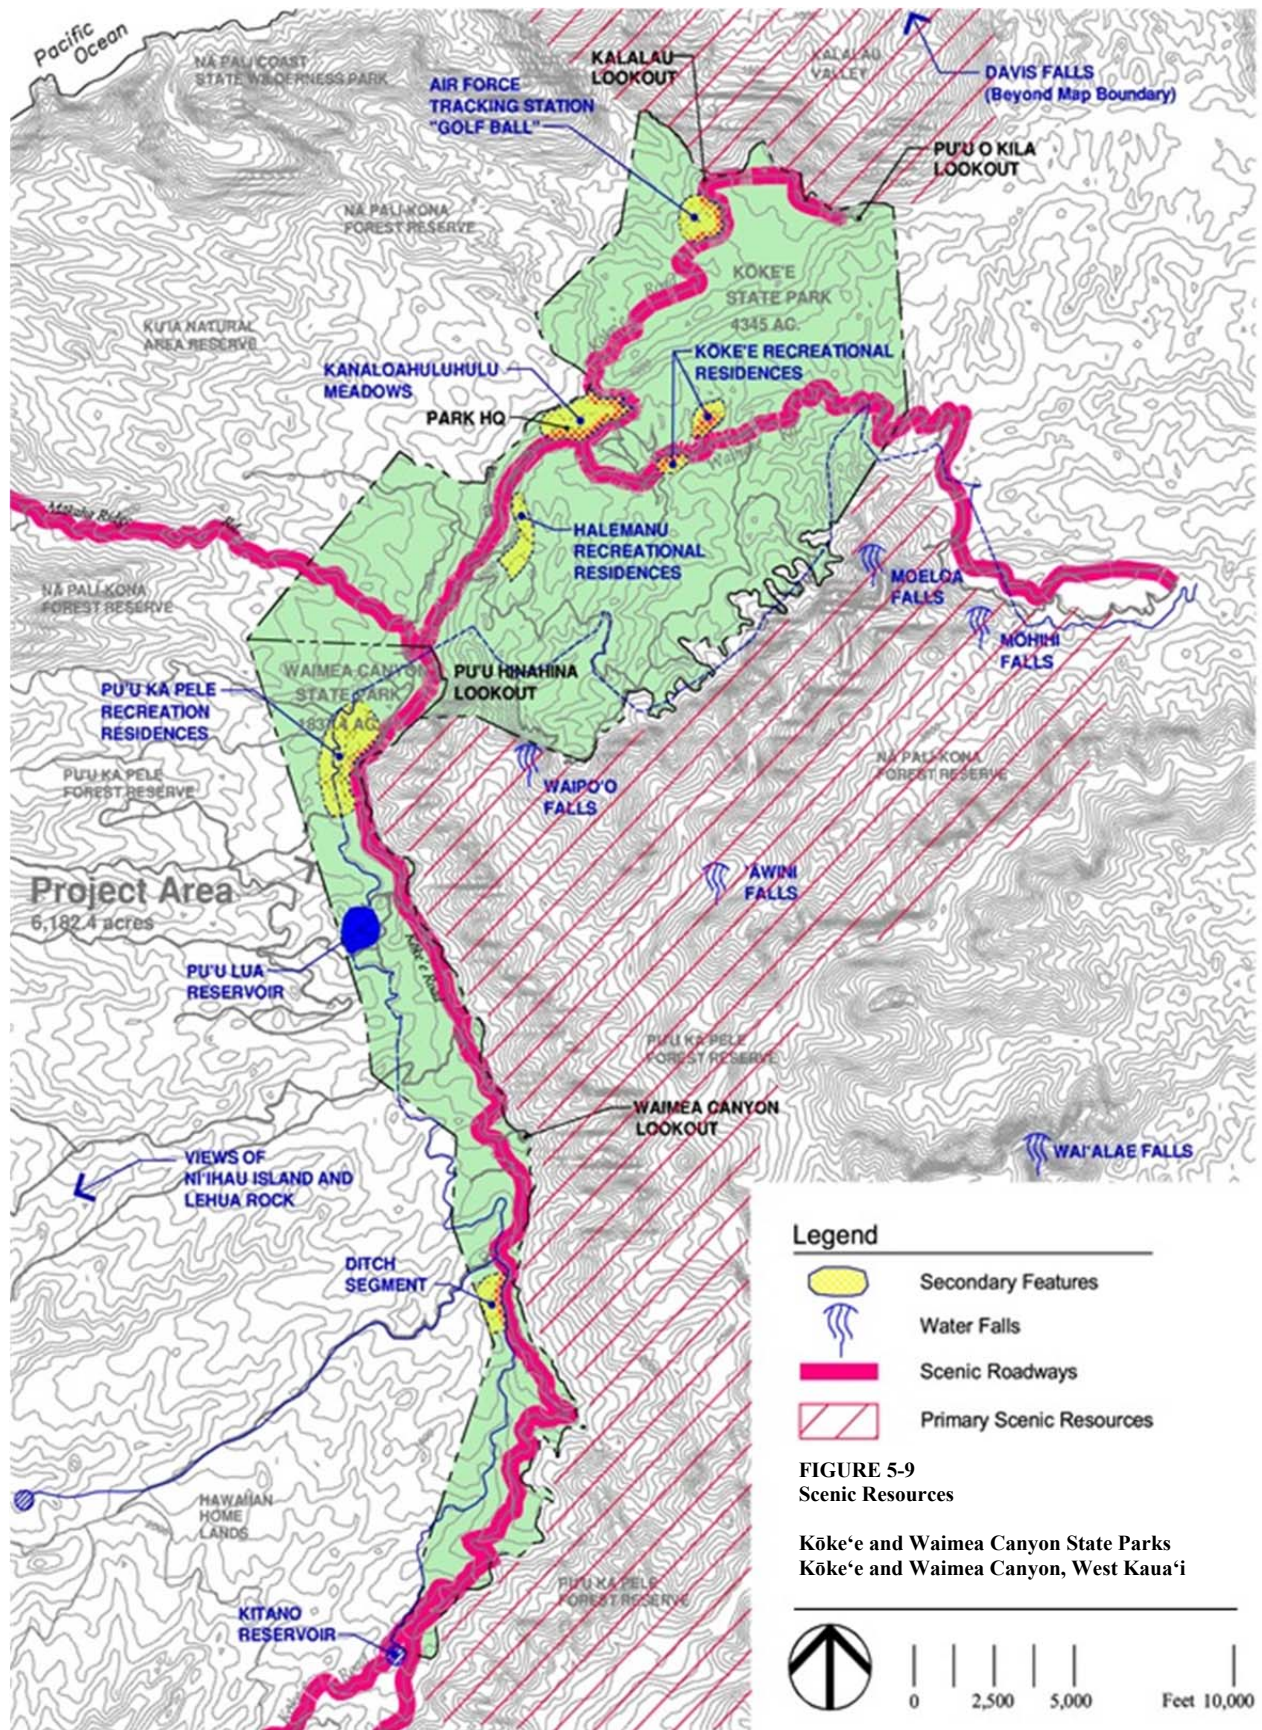 Pacific
Ocean
NA PALI COAST
STATE WILDERNESS PARK
KALALAU
LOOKOUT
KALALAU
VALLEY
DAVIS FALLS
(Beyond Map Boundary)
AIR FORCE
TRACKING STATION
"GOLF BALL"
PU'U O KILA
LOOKOUT
NA PALI-KONA
FOREST RESERVE
KŌKE'E
STATE PARK
4345 AC.
KU'IA NATURAL
AREA RESERVE
KANALOAHULUHULU
MEADOWS
KŌKE'E RECREATIONAL
RESIDENCES
PARK HQ
Makaha Ridge
HALEMANU
RECREATIONAL
RESIDENCES
MOELOA
FALLS
NA PALI-KONA
FOREST RESERVE
MŌHIHI
FALLS
WAIMEA CANYON
STATE PARK
PU'U HINAHINA
LOOKOUT
PU'U KA PELE
RECREATION
RESIDENCES
PU'U KA PELE
FOREST RESERVE
WAIPO'O
FALLS
NA PALI-KONA
FOREST RESERVE
'ĀWINI
FALLS
Project Area
6,182.4 acres
Kōke'e Road
PU'U LUA
RESERVOIR
PU'U KA PELE
FOREST RESERVE
WAIMEA CANYON
LOOKOUT
WAI'ALAE FALLS
VIEWS OF
NI'IHAU ISLAND AND
LEHUA ROCK
DITCH
SEGMENT
HAWAIIAN
HOME
LANDS
PU'U KA PELE
FOREST RESERVE
KITANO
RESERVOIR
Legend
Secondary Features
Water Falls
Scenic Roadways
Primary Scenic Resources
FIGURE 5-9
Scenic Resources
Kōke‘e and Waimea Canyon State Parks
Kōke‘e and Waimea Canyon, West Kaua‘i
0 2,500 5,000 Feet 10,000